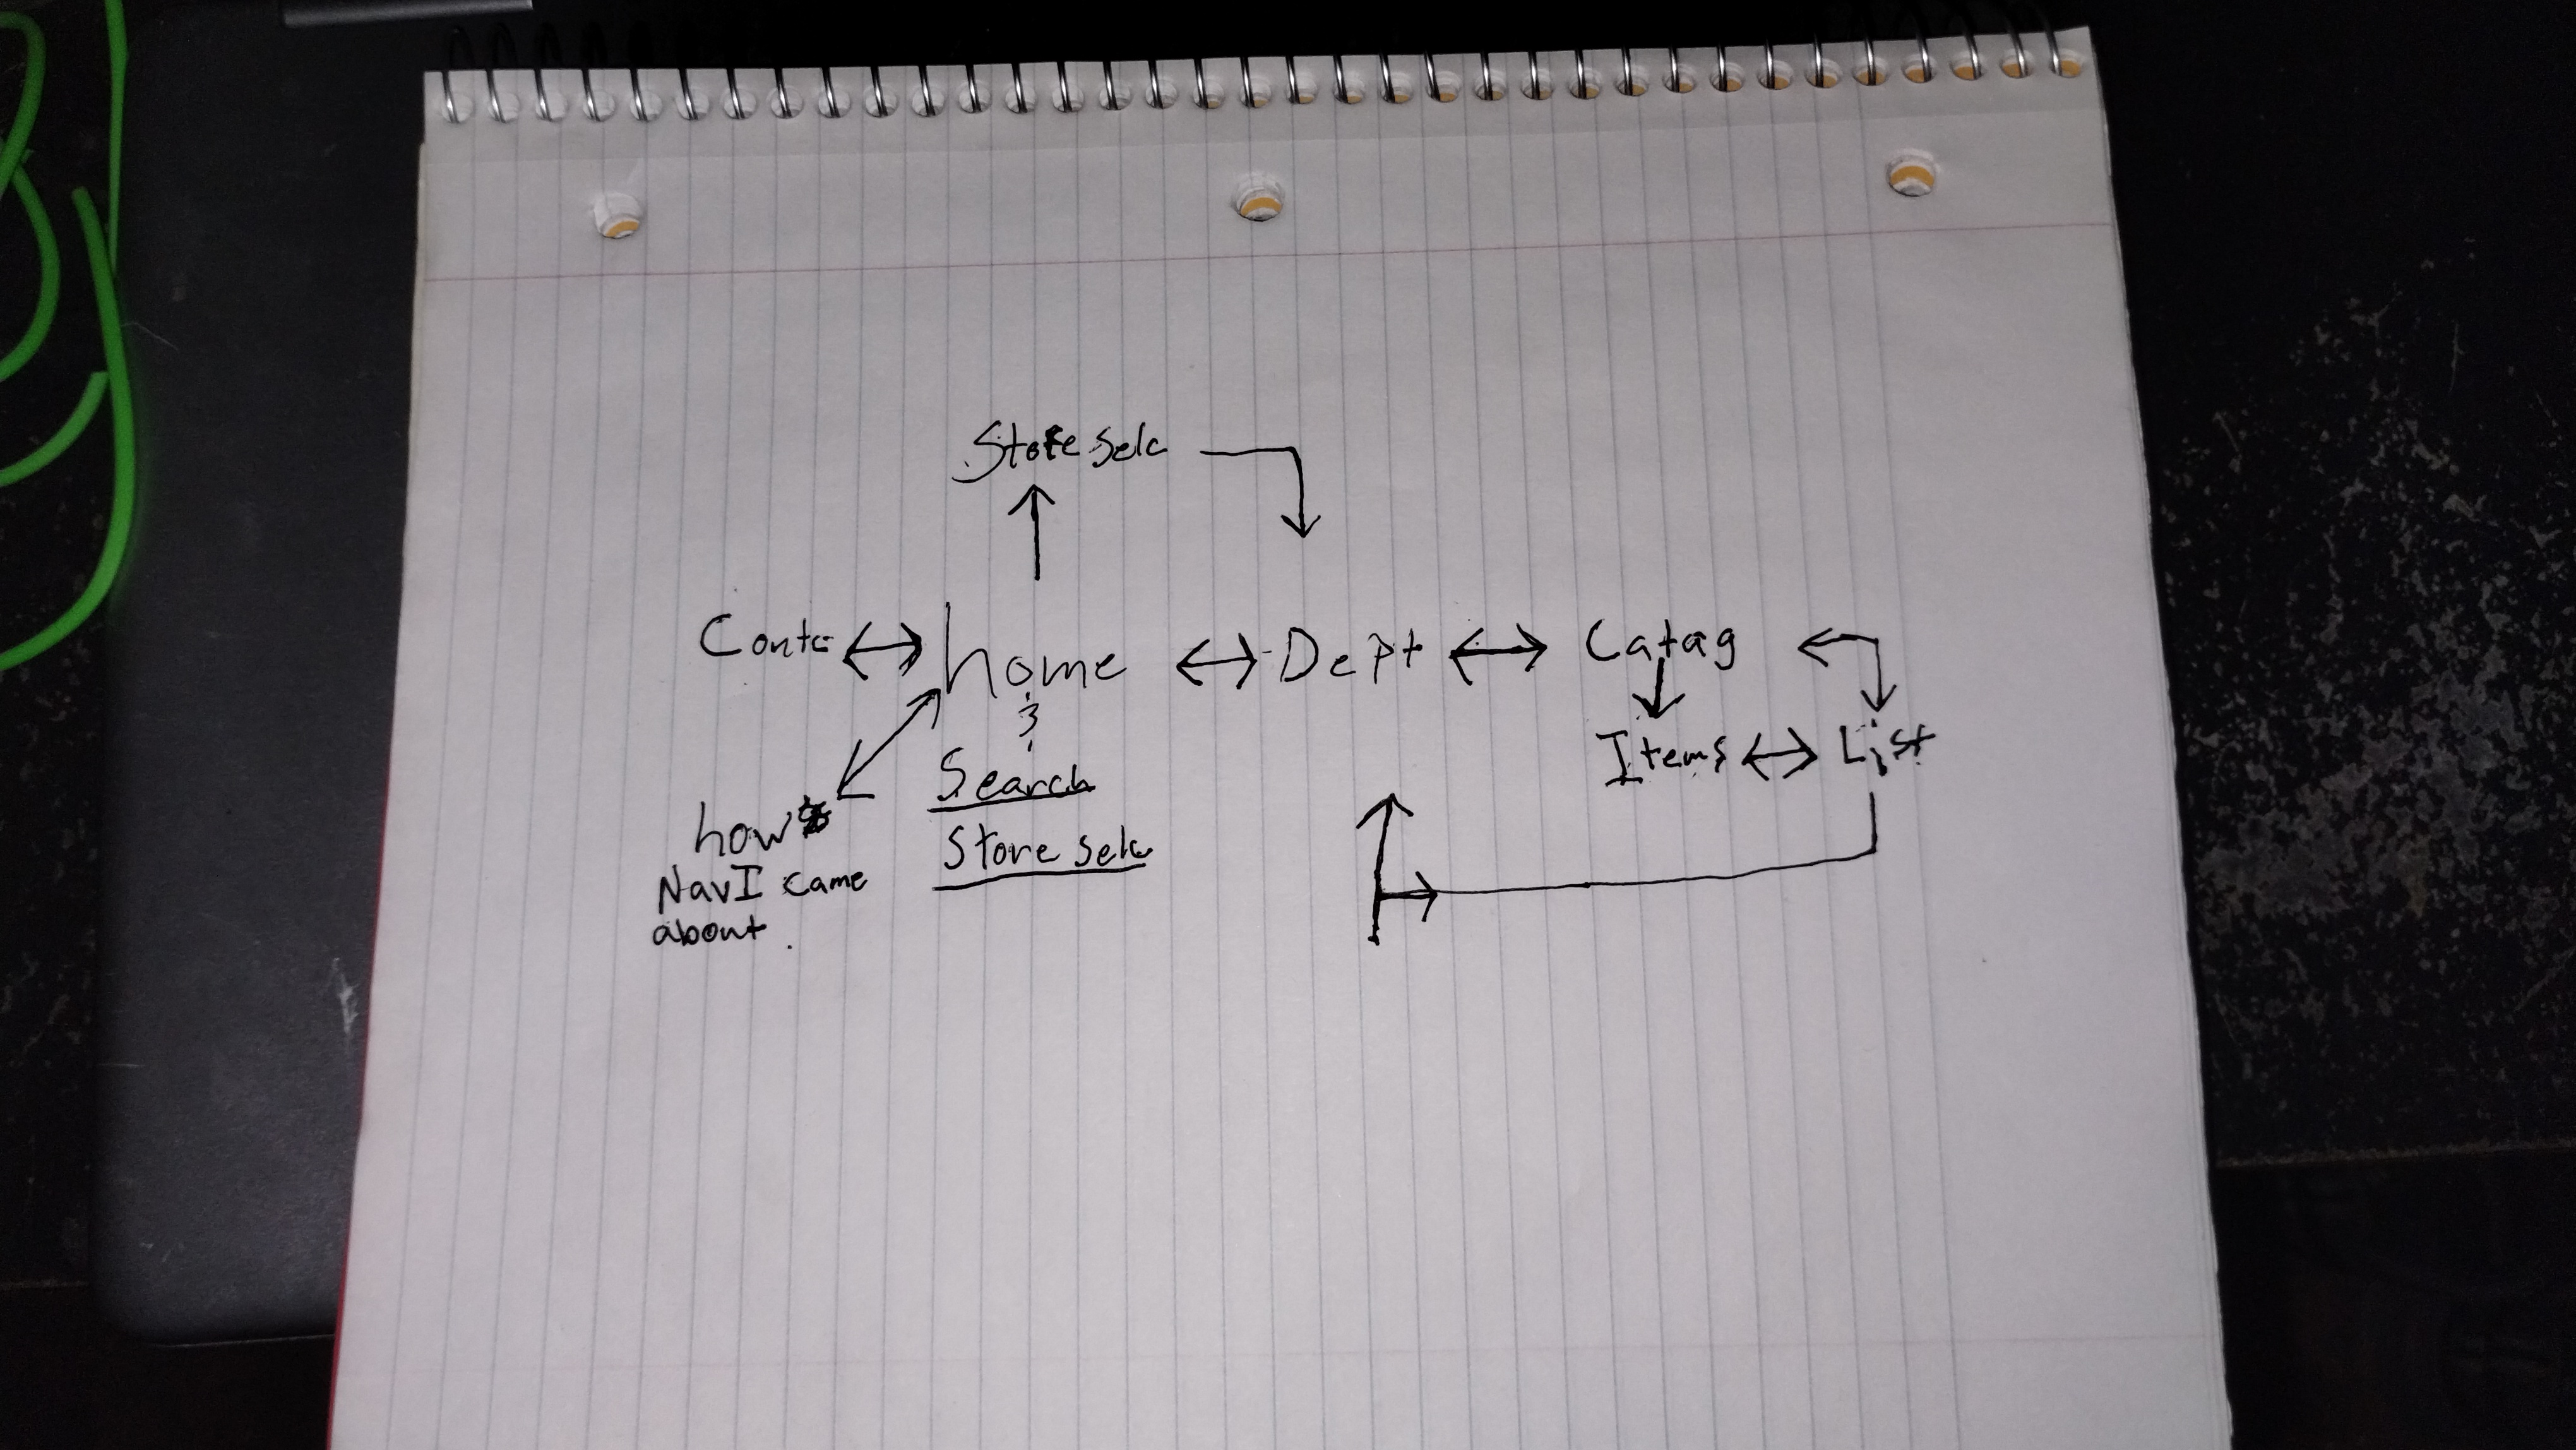 Store Selc
Contc
home
Dept
Catag
&
Items
List
Search
Store selc
how
NavI came
about